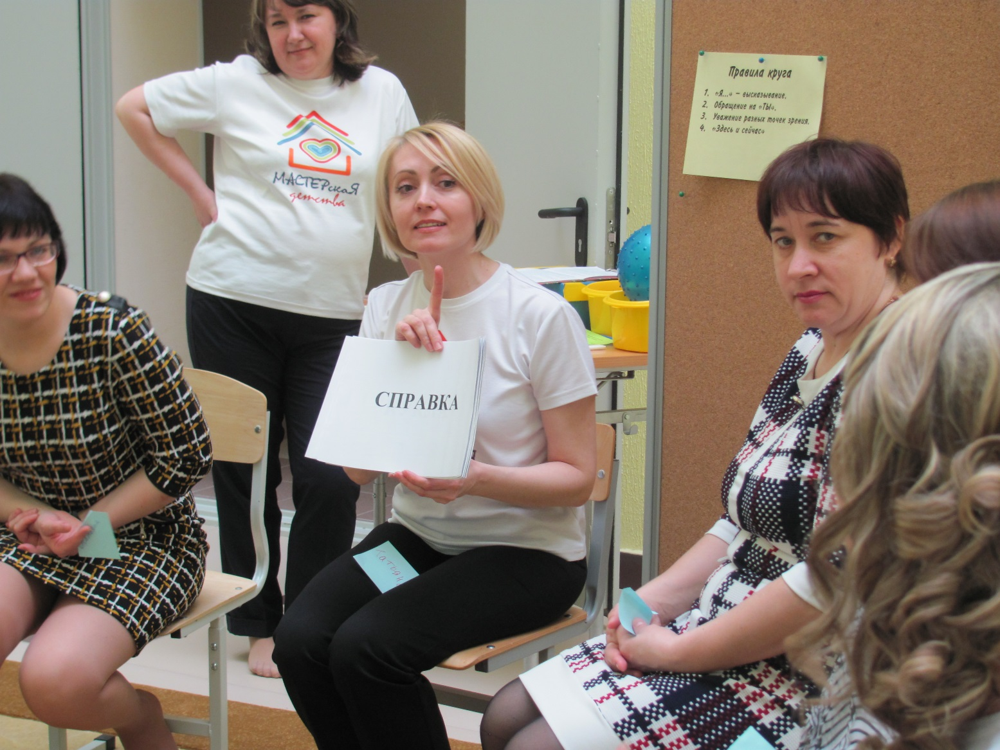 МАСТЕРскаЯ
детства
Правила круга
1. «Я...» – высказывание.
2. Обращение на «ТЫ».
3. Уважение разных точек зрения.
4. «Здесь и сейчас»
СПРАВКА